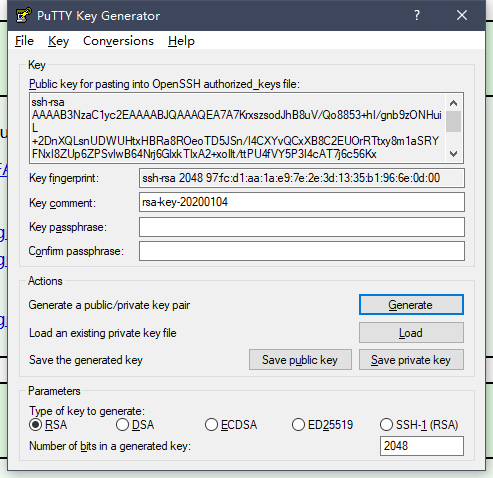 PuTTY Key Generator
File Key Conversions Help
Key
Public key for pasting into OpenSSH authorized_keys file:
ssh-rsa
AAAAB3NzaC1yc2EAAAABJQAAAQEA7A7KrxszsodJhB8uV/Qo8853+hI/gnb9zONHui
L
+2DnXQLsnUDWUHtxHBRa8ROeoTD5JSn/I4CXYvQCxXB8C2EUOrRTtxy8m1aSRY
FNxI8ZUp6ZPSvlwB64Nrj6GlxkTIxA2+xolIt/ttPU4fVY5P3I4cAT7j6c56Kx
Key fingerprint: ssh-rsa 2048 97:fc:d1:aa:1a:e9:7e:2e:3d:13:35:b1:96:6e:0d:00
Key comment: rsa-key-20200104
Key passphrase:
Confirm passphrase:
Actions
Generate a public/private key pair Generate
Load an existing private key file Load
Save the generated key Save public key Save private key
Parameters
Type of key to generate:
RSA DSA ECDSA ED25519 SSH-1 (RSA)
Number of bits in a generated key: 2048